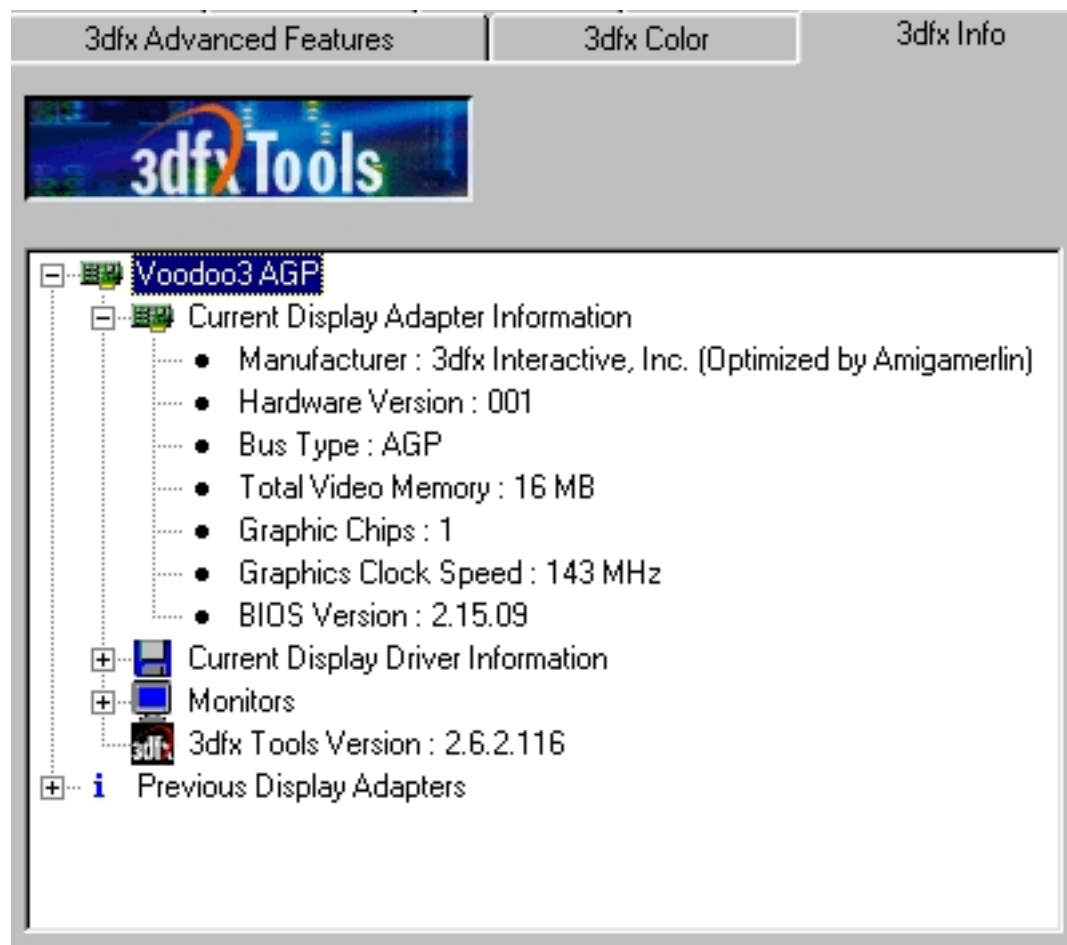 3dfx Advanced Features
3dfx Color
3dfx Info
3dfx Tools
Voodoo3 AGP
Current Display Adapter Information
Manufacturer : 3dfx Interactive, Inc. (Optimized by Amigamerlin)
Hardware Version : 001
Bus Type : AGP
Total Video Memory : 16 MB
Graphic Chips : 1
Graphics Clock Speed : 143 MHz
BIOS Version : 2.15.09
Current Display Driver Information
Monitors
3dfx
3dfx Tools Version : 2.6.2.116
i
Previous Display Adapters